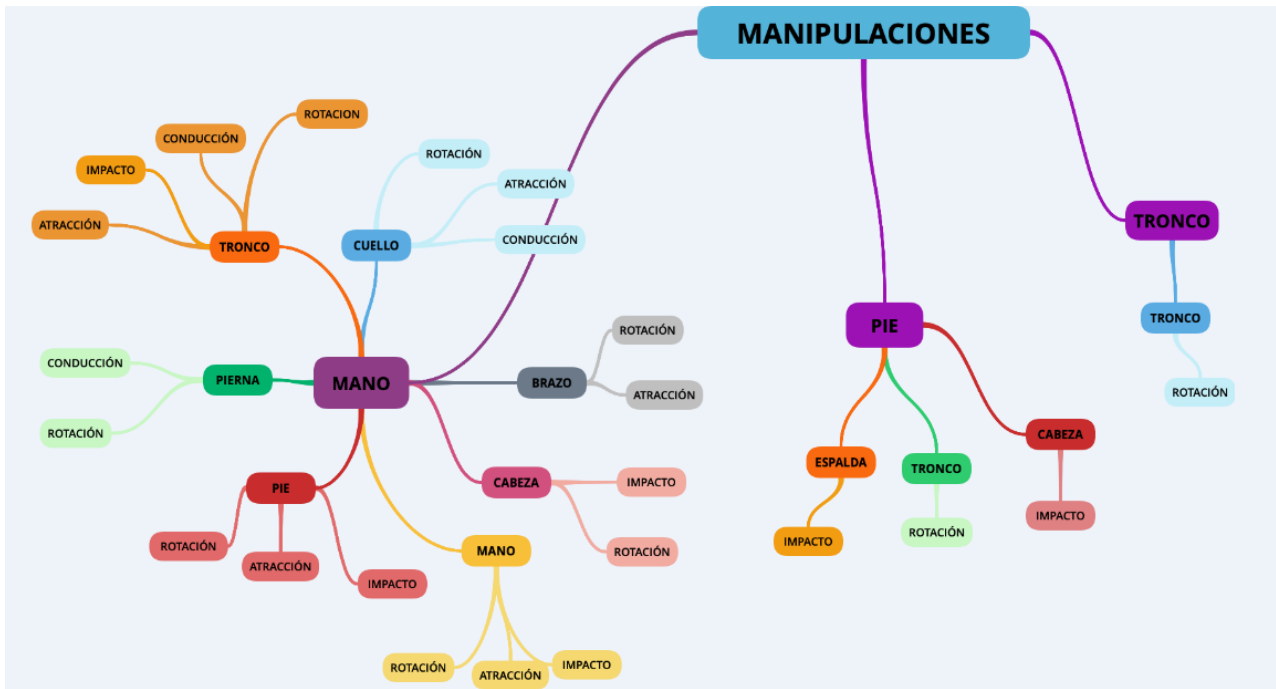 MANIPULACIONES
ROTACION
CONDUCCIÓN
IMPACTO
ATRACCIÓN
TRONCO
ROTACIÓN
ATRACCIÓN
CONDUCCIÓN
CUELLO
CONDUCCIÓN
ROTACIÓN
PIERNA
MANO
BRAZO
ROTACIÓN
ATRACCIÓN
CABEZA
IMPACTO
ROTACIÓN
PIE
ROTACIÓN
ATRACCIÓN
IMPACTO
MANO
ROTACIÓN
ATRACCIÓN
IMPACTO
PIE
ESPALDA
IMPACTO
TRONCO
ROTACIÓN
CABEZA
IMPACTO
TRONCO
TRONCO
ROTACIÓN